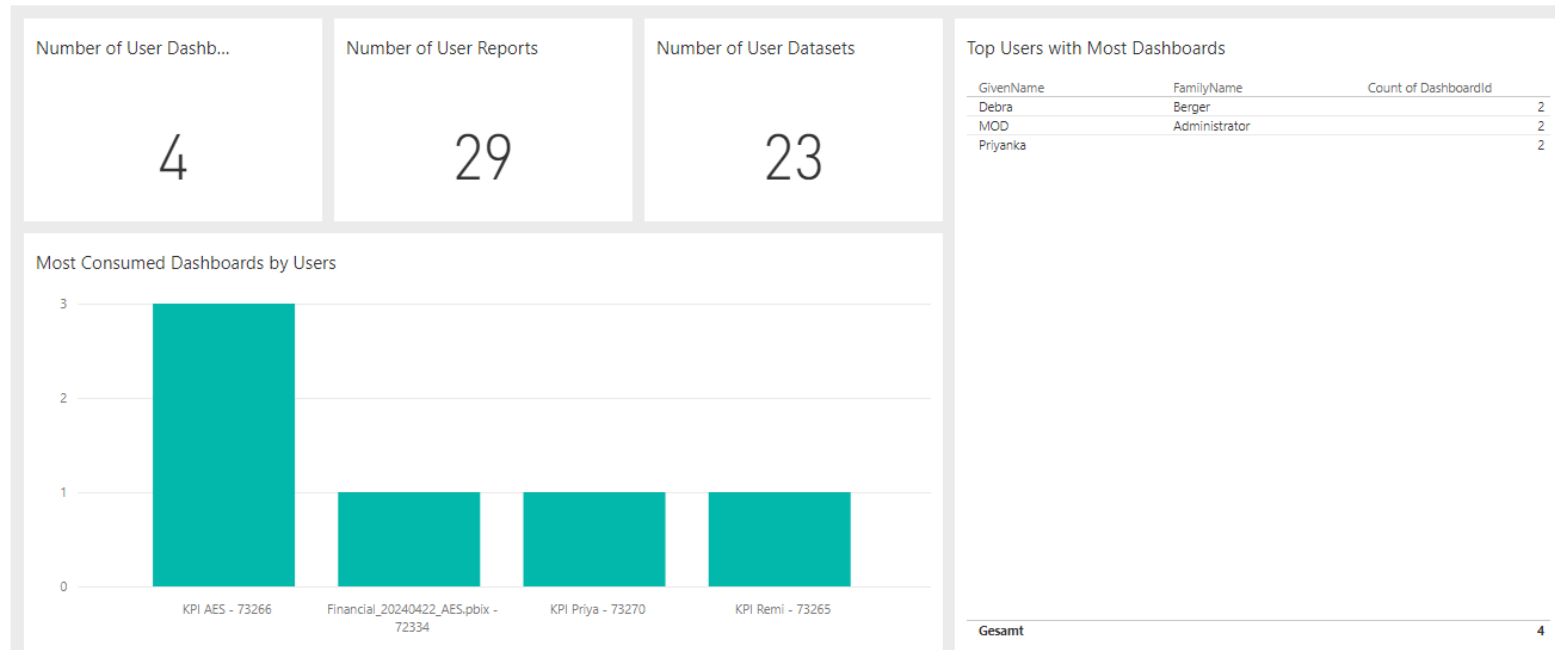 Number of User Dashb...
4
Number of User Reports
29
Number of User Datasets
23
Top Users with Most Dashboards
GivenName FamilyName Count of DashboardId
Debra Berger 2
MOD Administrator 2
Priyanka 2
Gesamt 4
Most Consumed Dashboards by Users
3
2
1
0
KPI AES - 73266
Financial_20240422_AES.pbix -
72334
KPI Priya - 73270
KPI Remi - 73265